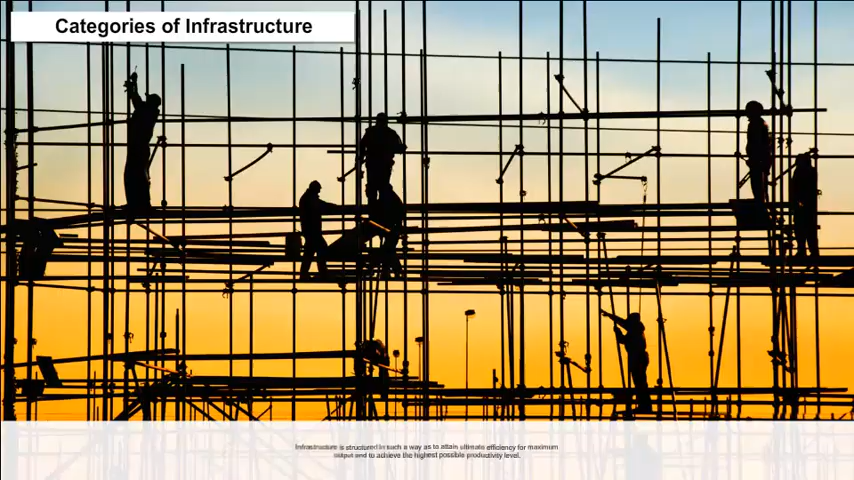 Categories of Infrastructure
Infrastructure is structured in such a way as to attain ultimate efficiency for maximum
output and to achieve the highest possible productivity level.